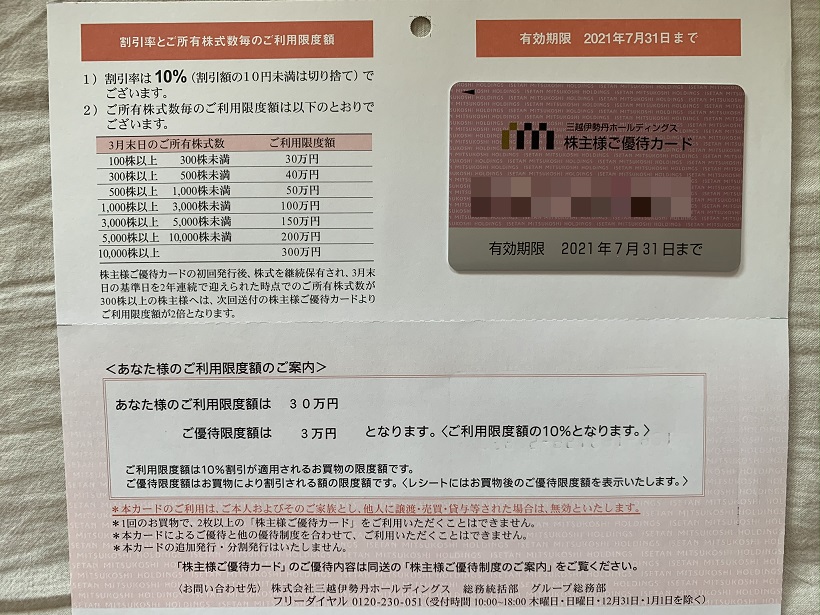 割引率とご所有株式数毎のご利用限度額
1）割引率は10%（割引額の10円未満は切り捨て）で
ございます。
2）ご所有株式数毎のご利用限度額は以下のとおりで
ございます。
3月末日のご所有株式数 ご利用限度額
100株以上 300株未満 30万円
300株以上 500株未満 40万円
500株以上 1,000株未満 50万円
1,000株以上 3,000株未満 100万円
3,000株以上 5,000株未満 150万円
5,000株以上 10,000株未満 200万円
10,000株以上 300万円
株主様ご優待カードの初回発行後、株式を継続保有され、3月末
日の基準日を2年連続で迎えられた時点でのご所有株式数が
300株以上の株主様へは、次回送付の株主様ご優待カードより
ご利用限度額が2倍となります。
有効期限 2021年7月31日まで
三越伊勢丹ホールディングス
株主様ご優待カード
有効期限 2021年7月31日まで
＜あなた様のご利用限度額のご案内＞
あなた様のご利用限度額は 30万円
ご優待限度額は 3万円 となります。〈ご利用限度額の10%となります。〉
ご利用限度額は10%割引が適用されるお買物の限度額です。
ご優待限度額はお買物により割引される額の限度額です。〈レシートにはお買物後のご優待限度額を表示いたします。〉
＊本カードのご利用は、ご本人およびそのご家族とし、他人に譲渡・売買・貸与等された場合は、無効といたします。
＊1回のお買物で、2枚以上の「株主様ご優待カード」をご利用いただくことはできません。
＊本カードによるご優待と他の優待制度を合わせて、ご利用いただくことはできません。
＊本カードの追加発行・分割発行はいたしません。
「株主様ご優待カード」のご優待内容は同送の「株主様ご優待制度のご案内」をご覧ください。
〈お問い合わせ先〉 株式会社三越伊勢丹ホールディングス 総務統括部 グループ総務部
フリーダイヤル 0120-230-051（受付時間 10:00~18:00 木曜日・日曜日・12月31日・1月1日を除く）